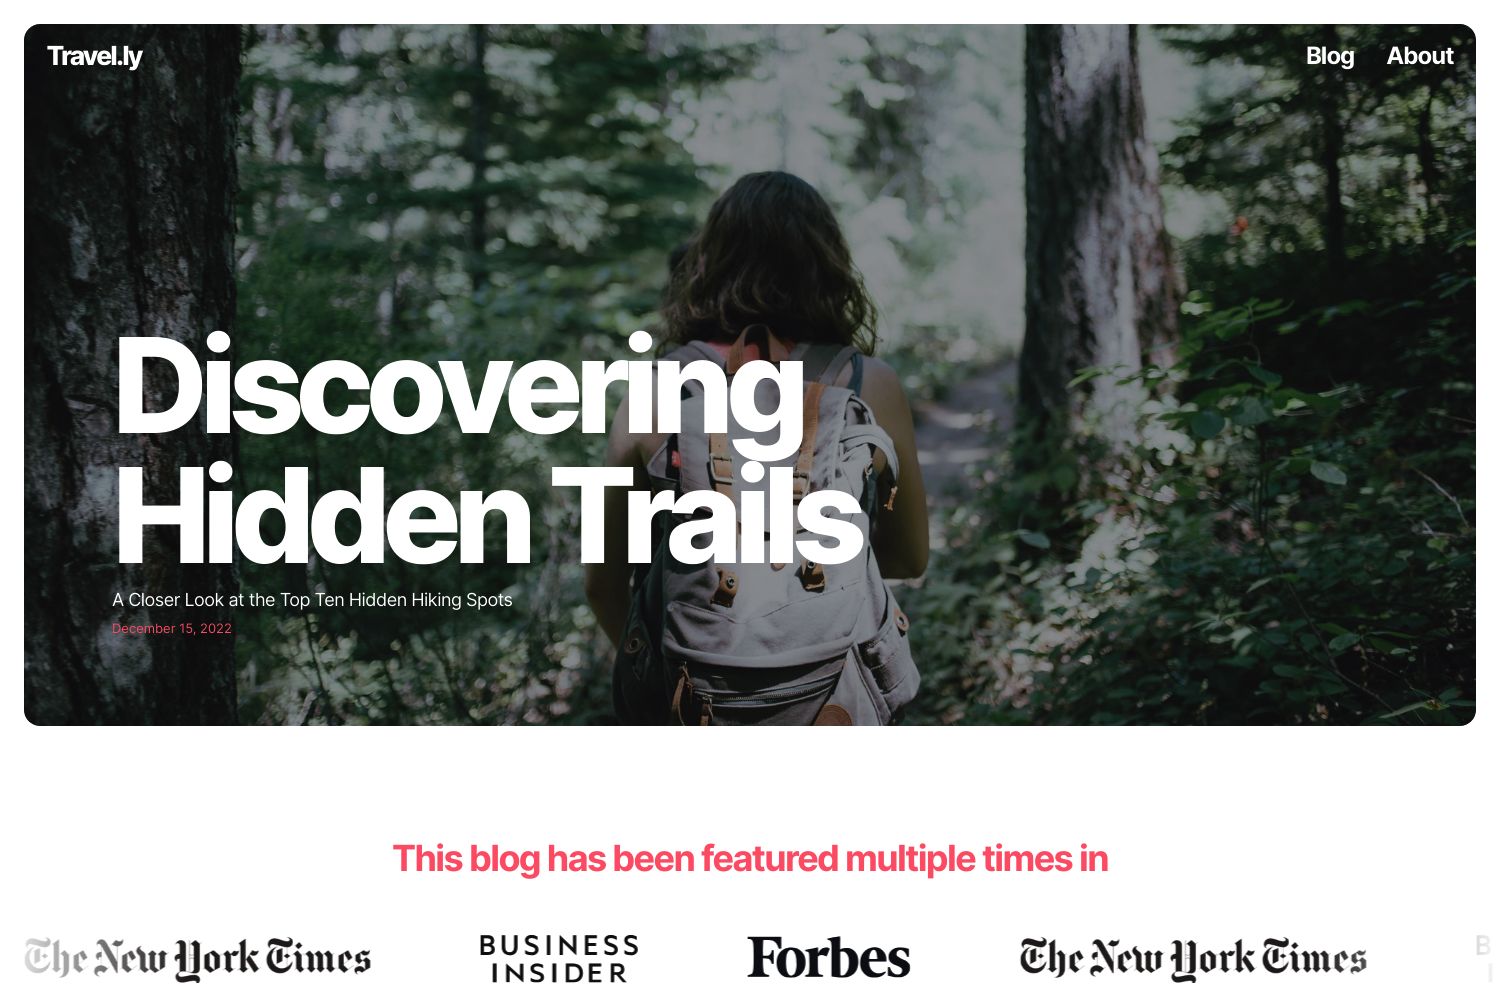 Travel.ly
Blog
About
Discovering
Hidden Trails
A Closer Look at the Top Ten Hidden Hiking Spots
December 15, 2022
This blog has been featured multiple times in
The New York Times
BUSINESS
INSIDER
Forbes
The New York Times
B
I